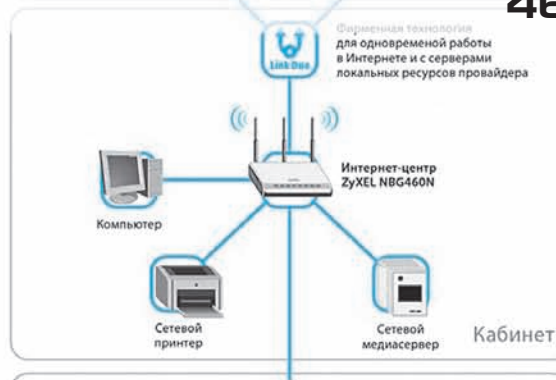 46
Фирменная технология
для одновременой работы
в Интернете и с серверами
локальных ресурсов провайдера
Link Duo
Интернет-центр
ZyXEL NBG460N
Компьютер
Сетевой
принтер
Сетевой
медиасервер
Кабинет